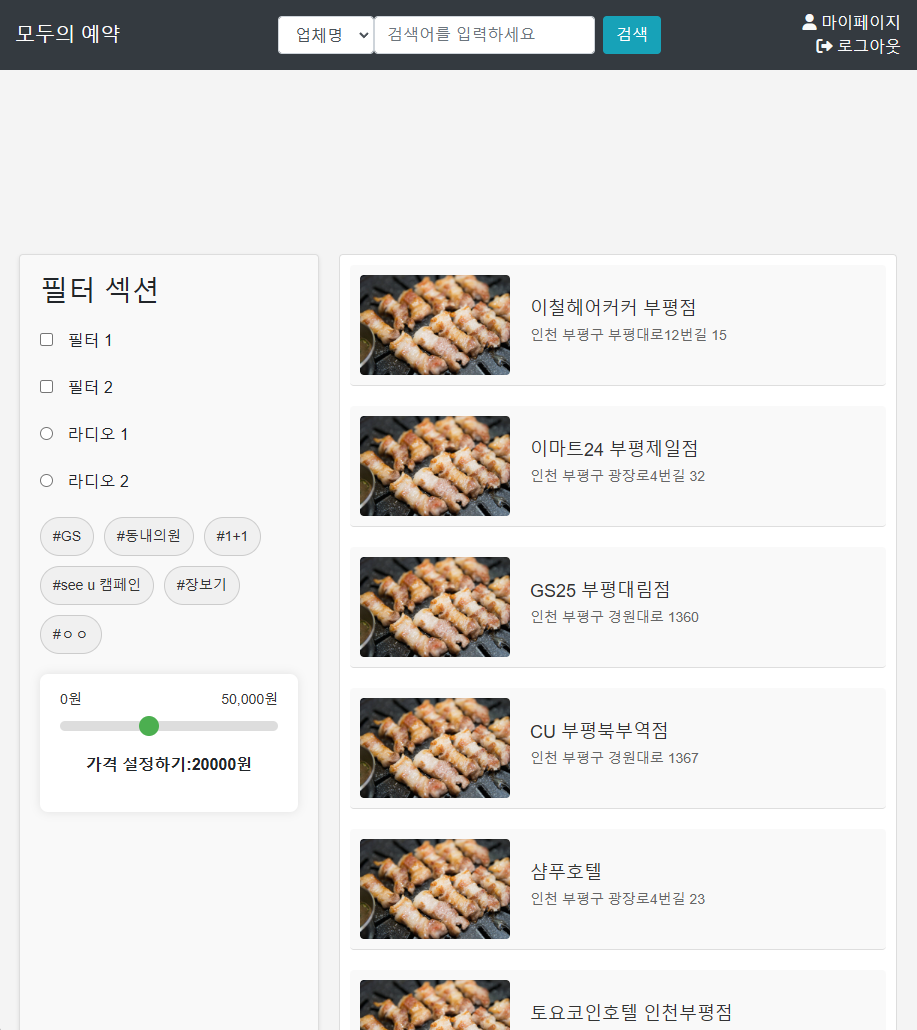 모두의 예약
업체명
검색어를 입력하세요
검색
마이페이지
로그아웃
필터 섹션
필터 1
필터 2
라디오 1
라디오 2
#GS
#동내의원
#1+1
#see u 캠페인
#장보기
#ㅇㅇ
0원
50,000원
가격 설정하기:20000원
이철헤어커커 부평점
인천 부평구 부평대로12번길 15
이마트24 부평제일점
인천 부평구 광장로4번길 32
GS25 부평대림점
인천 부평구 경원대로 1360
CU 부평북부역점
인천 부평구 경원대로 1367
샴푸호텔
인천 부평구 광장로4번길 23
토요코인호텔 인천부평점